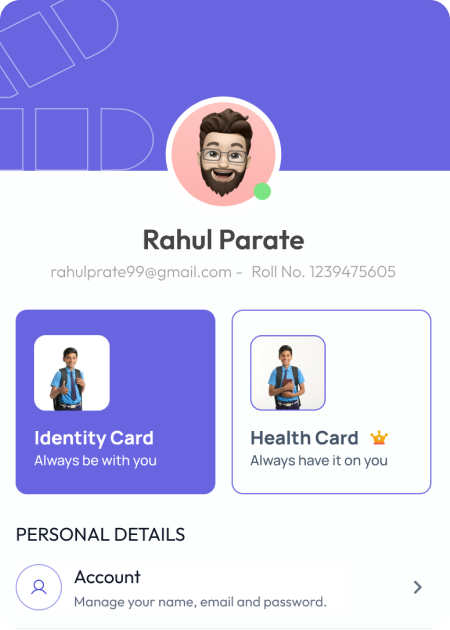 Rahul Parate
rahulprate99@gmail.com - Roll No. 1239475605
Identity Card
Always be with you
Health Card
Always have it on you
PERSONAL DETAILS
Account
Manage your name, email and password.